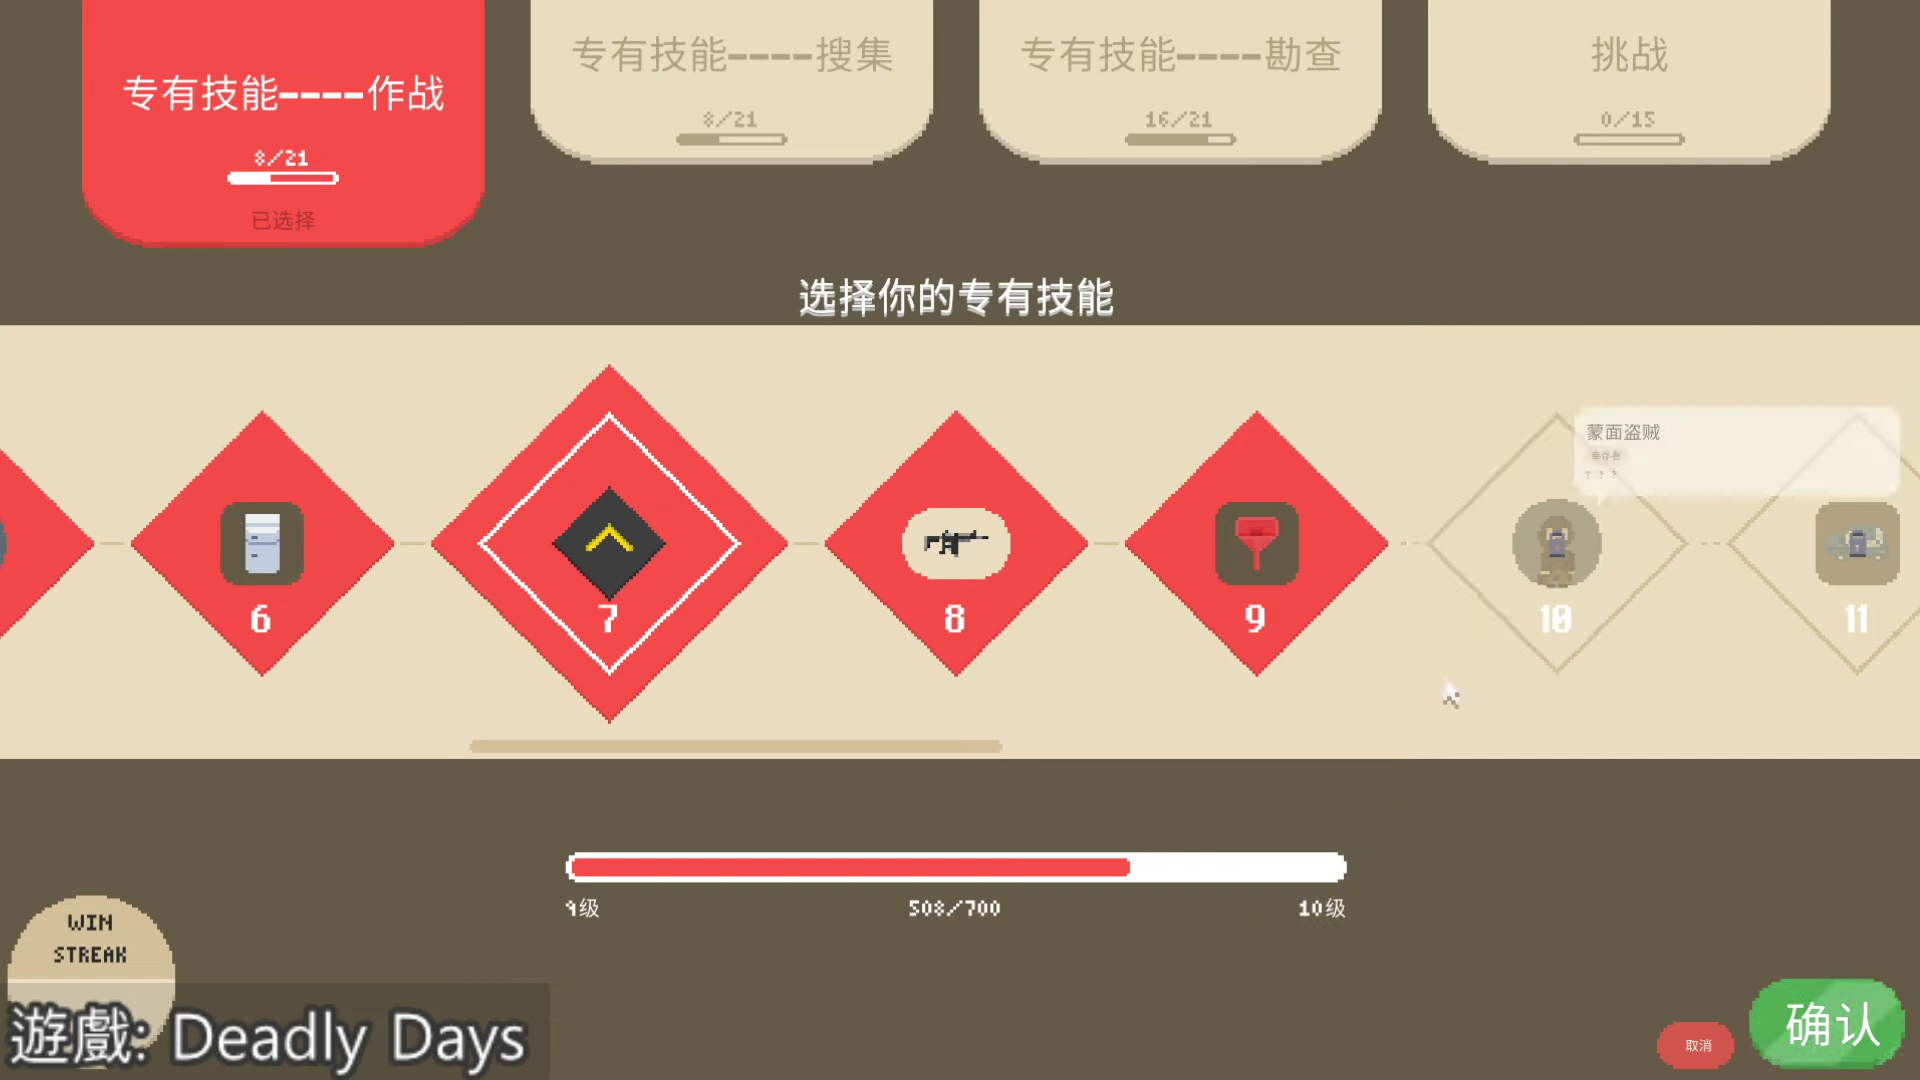 专有技能----作战
8/21
已选择
专有技能----搜集
8/21
专有技能----勘查
16/21
挑战
0/15
选择你的专有技能
蒙面盗贼
幸存者
? ? ?
6
7
8
9
10
11
9级
508/700
10级
WIN
STREAK
遊戲: Deadly Days
取消
确认